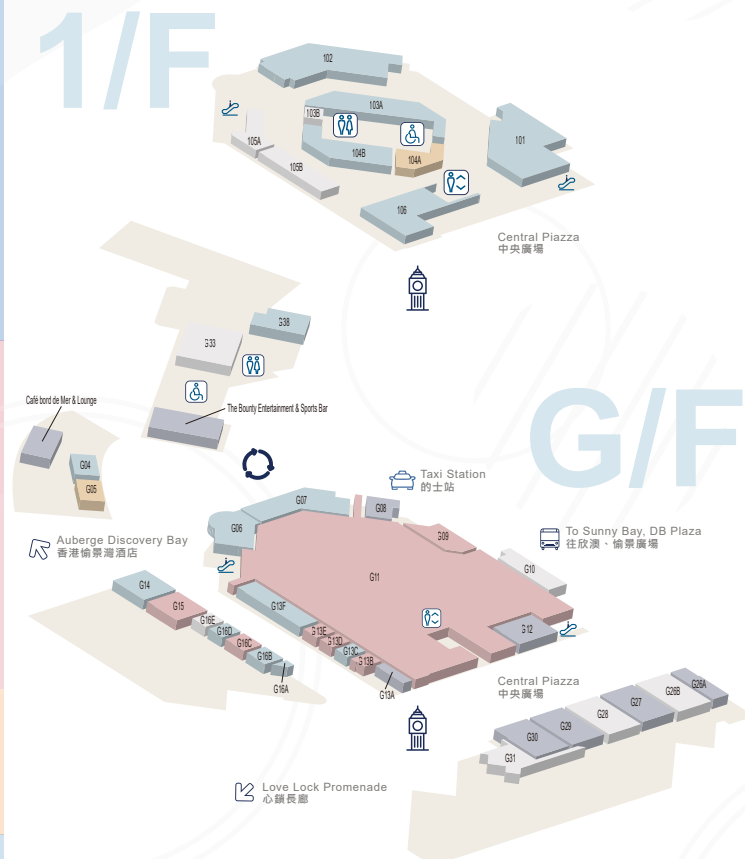 1/F
102
103A
103B
105A
104B
104A
105B
101
106
Central Piazza
中央廣場
G38
G33
Café bord de Mer & Lounge
The Bounty Entertainment & Sports Bar
G/F
G04
G05
Taxi Station
的士站
G07
G08
G06
G09
Auberge Discovery Bay
香港愉景灣酒店
To Sunny Bay, DB Plaza
往欣澳、愉景廣場
G10
G11
G14
G15
G13F
G16E
G16D
G16C
G16B
G16A
G13E
G13D
G13C
G13B
G13A
G12
Central Piazza
中央廣場
G26A
G26B
G27
G28
G29
G30
G31
Love Lock Promenade
心鎖長廊